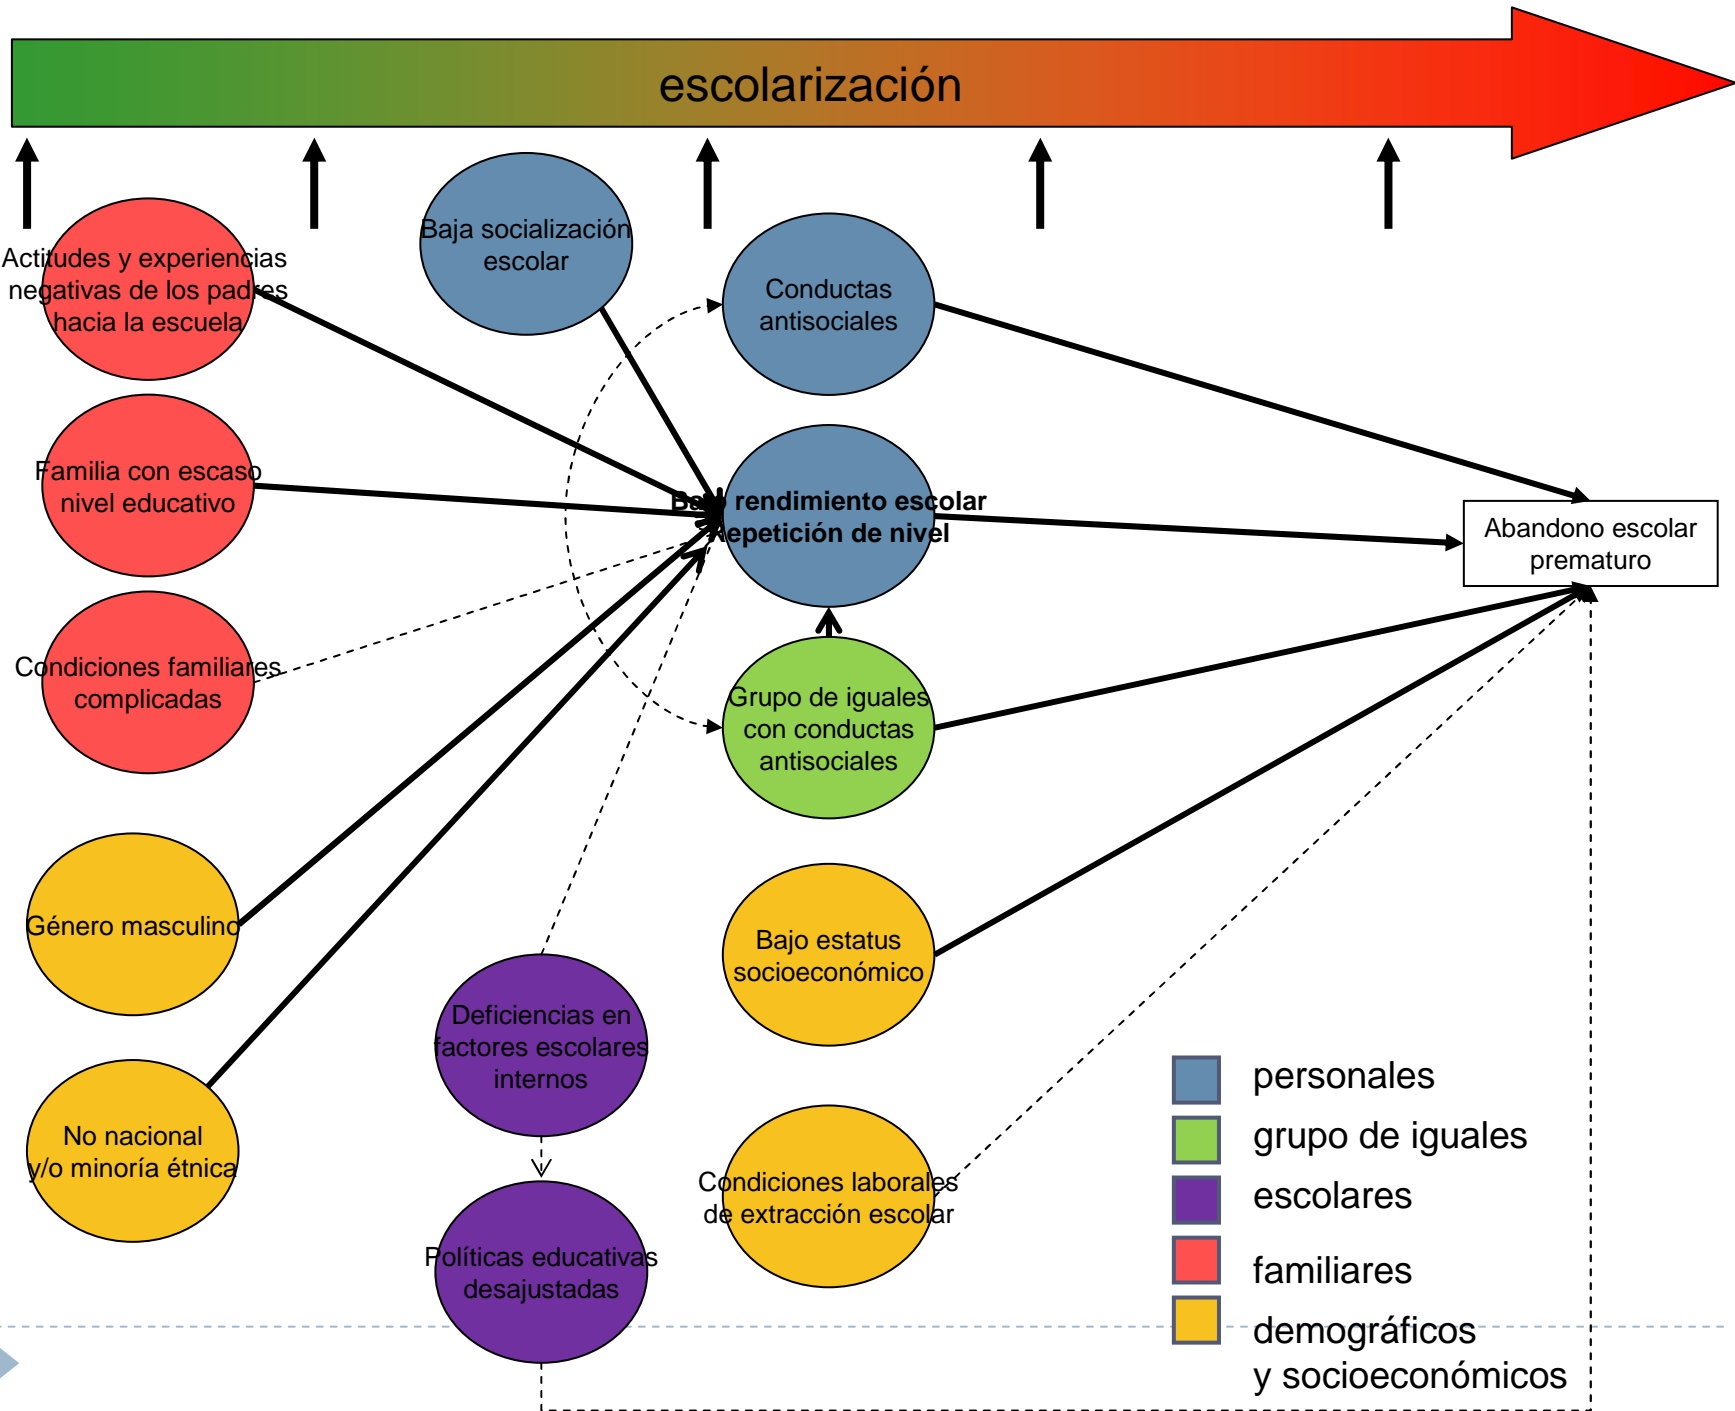 escolarización
Baja socialización
escolar
Actitudes y experiencias
negativas de los padres
hacia la escuela
Conductas
antisociales
Familia con escaso
nivel educativo
Bajo rendimiento escolar
Repetición de nivel
Abandono escolar
prematuro
Condiciones familiares
complicadas
Grupo de iguales
con conductas
antisociales
Género masculino
Bajo estatus
socioeconómico
Deficiencias en
factores escolares
internos
No nacional
y/o minoría étnica
Condiciones laborales
de extracción escolar
Políticas educativas
desajustadas
personales
grupo de iguales
escolares
familiares
demográficos
y socioeconómicos